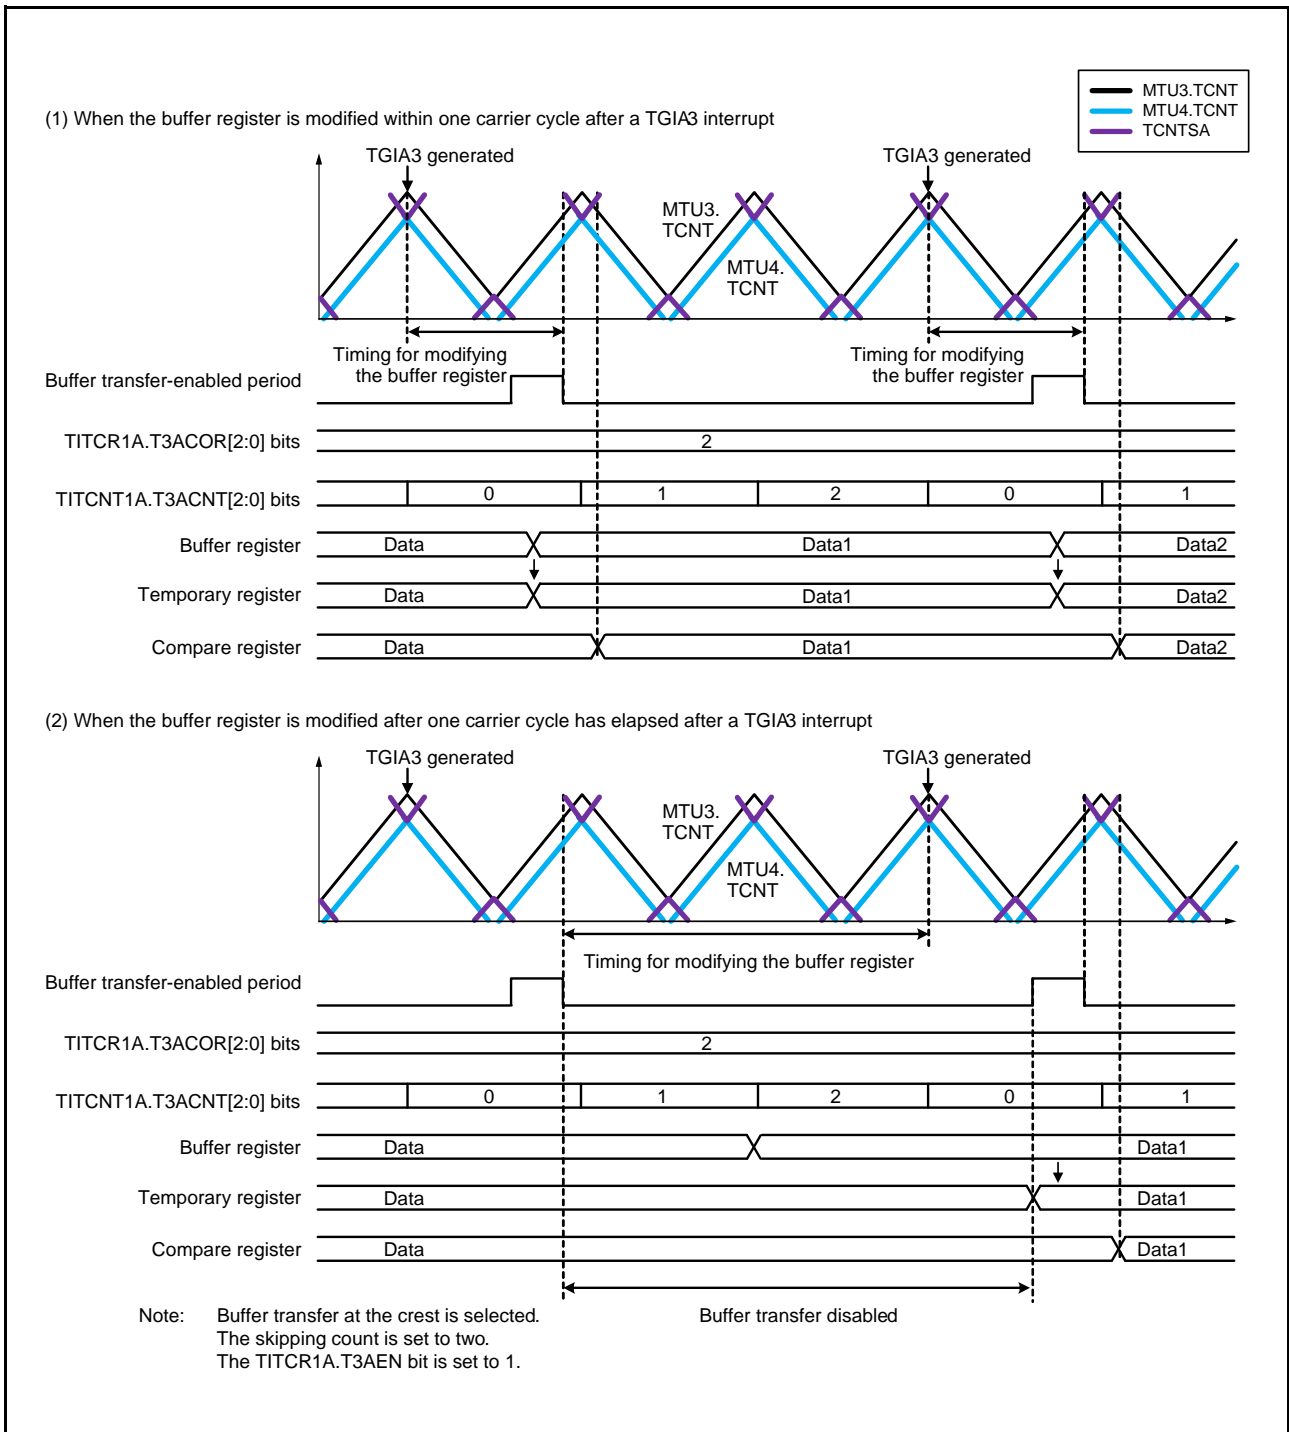 MTU3.TCNT
MTU4.TCNT
TCNTSA
(1) When the buffer register is modified within one carrier cycle after a TGIA3 interrupt
TGIA3 generated
TGIA3 generated
MTU3.
TCNT
MTU4.
TCNT
Timing for modifying
the buffer register
Timing for modifying
the buffer register
Buffer transfer-enabled period
TITCR1A.T3ACOR[2:0] bits
2
TITCNT1A.T3ACNT[2:0] bits
0 1 2 0 1
Buffer register
Data Data1 Data2
Temporary register
Data Data1 Data2
Compare register
Data Data1 Data2
(2) When the buffer register is modified after one carrier cycle has elapsed after a TGIA3 interrupt
TGIA3 generated
TGIA3 generated
MTU3.
TCNT
MTU4.
TCNT
Timing for modifying the buffer register
Buffer transfer-enabled period
TITCR1A.T3ACOR[2:0] bits
2
TITCNT1A.T3ACNT[2:0] bits
0 1 2 0 1
Buffer register
Data Data1
Temporary register
Data Data1
Compare register
Data Data1
Buffer transfer disabled
Note: Buffer transfer at the crest is selected.
The skipping count is set to two.
The TITCR1A.T3AEN bit is set to 1.